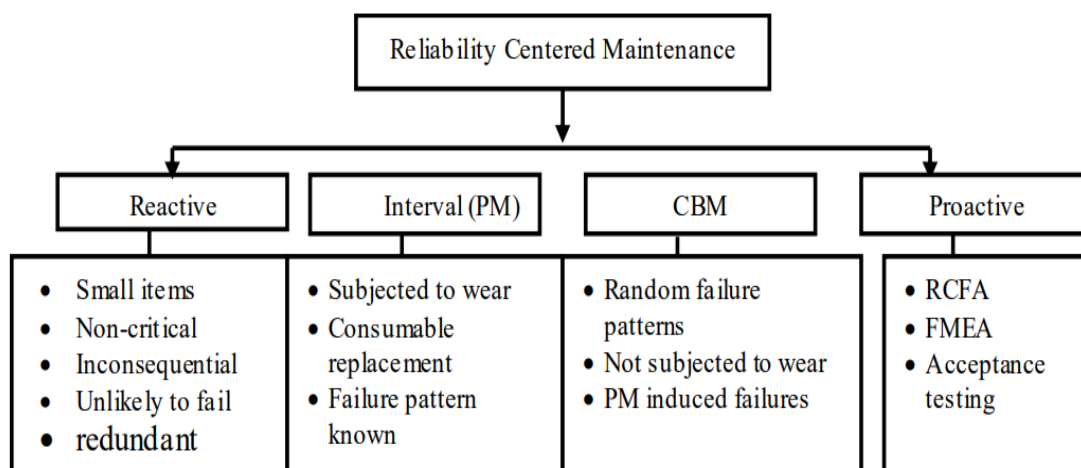 Reliability Centered Maintenance
Reactive
Interval (PM)
CBM
Proactive
• Small items
• Non-critical
• Inconsequential
• Unlikely to fail
• redundant
• Subjected to wear
• Consumable
replacement
• Failure pattern
known
• Random failure
patterns
• Not subjected to wear
• PM induced failures
• RCFA
• FMEA
• Acceptance
testing